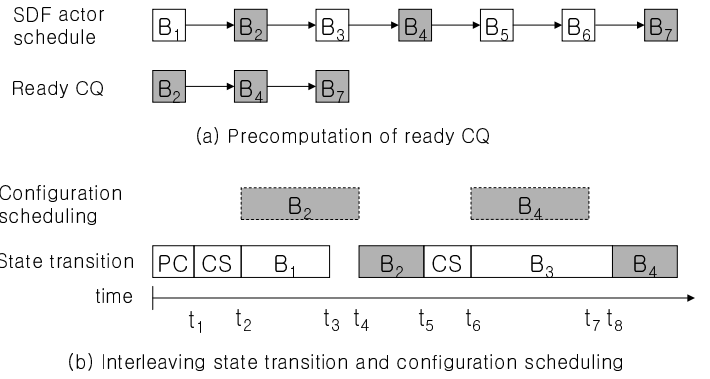 SDF actor
schedule
B1 B2 B3 B4 B5 B6 B7
Ready CQ
B2 B4 B7
(a) Precomputation of ready CQ
Configuration
scheduling
B2 B4
State transition
PC CS B1 B2 CS B3 B4
time
t1 t2 t3 t4 t5 t6 t7 t8
(b) Interleaving state transition and configuration scheduling